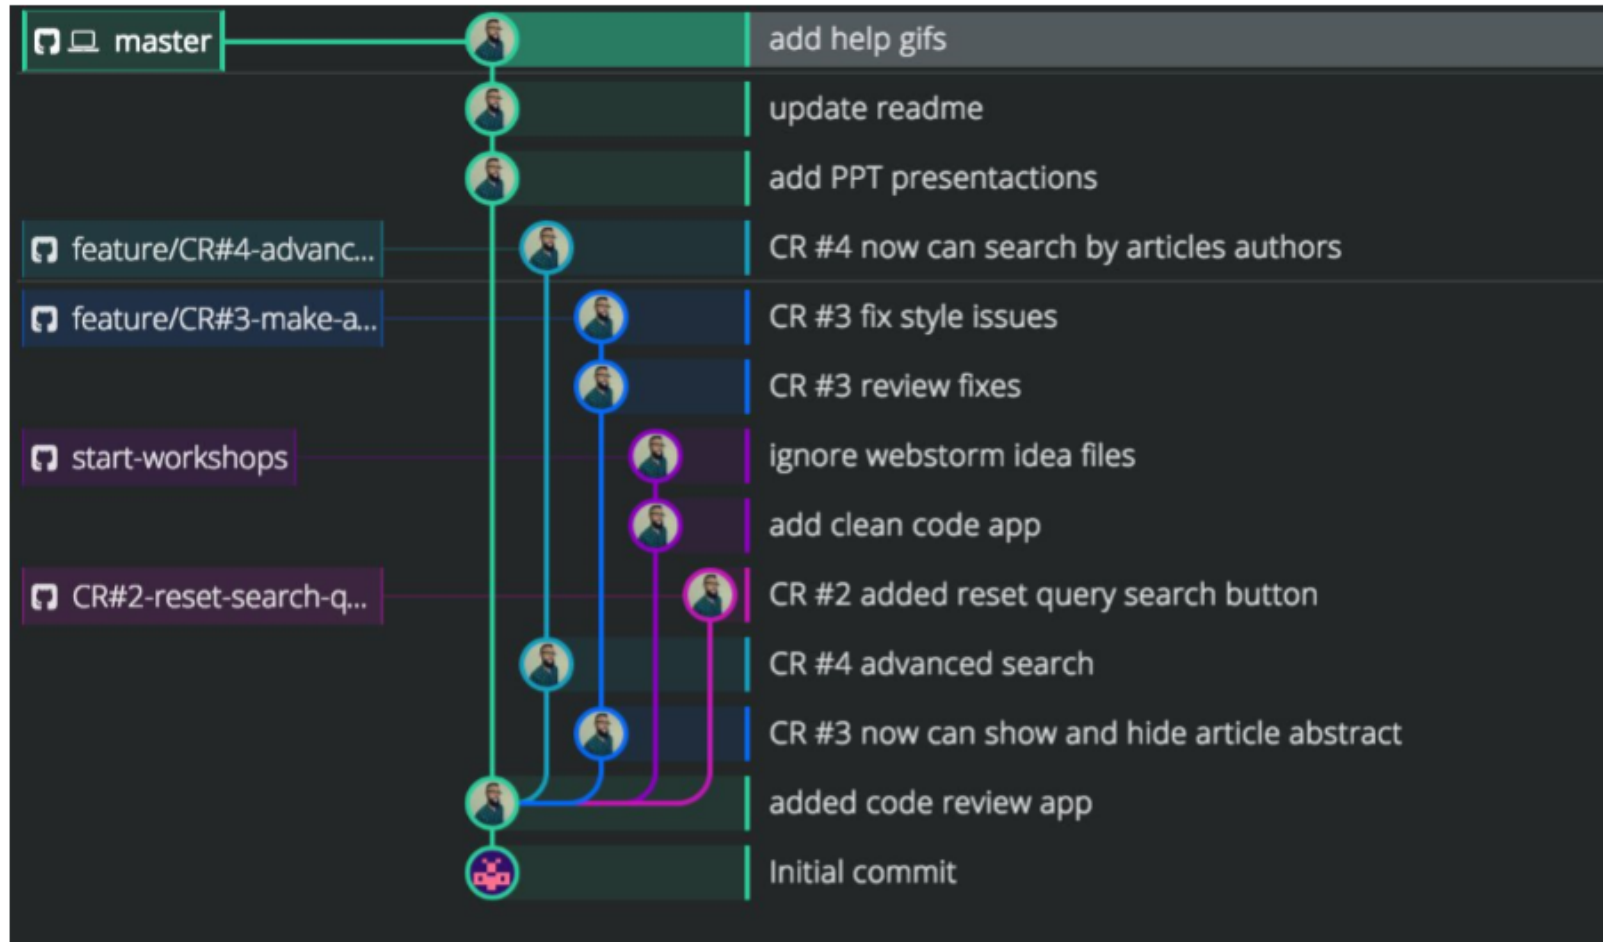 master
add help gifs
update readme
add PPT presentactions
feature/CR#4-advanc...
CR #4 now can search by articles authors
feature/CR#3-make-a...
CR #3 fix style issues
CR #3 review fixes
start-workshops
ignore webstorm idea files
add clean code app
CR#2-reset-search-q...
CR #2 added reset query search button
CR #4 advanced search
CR #3 now can show and hide article abstract
added code review app
Initial commit